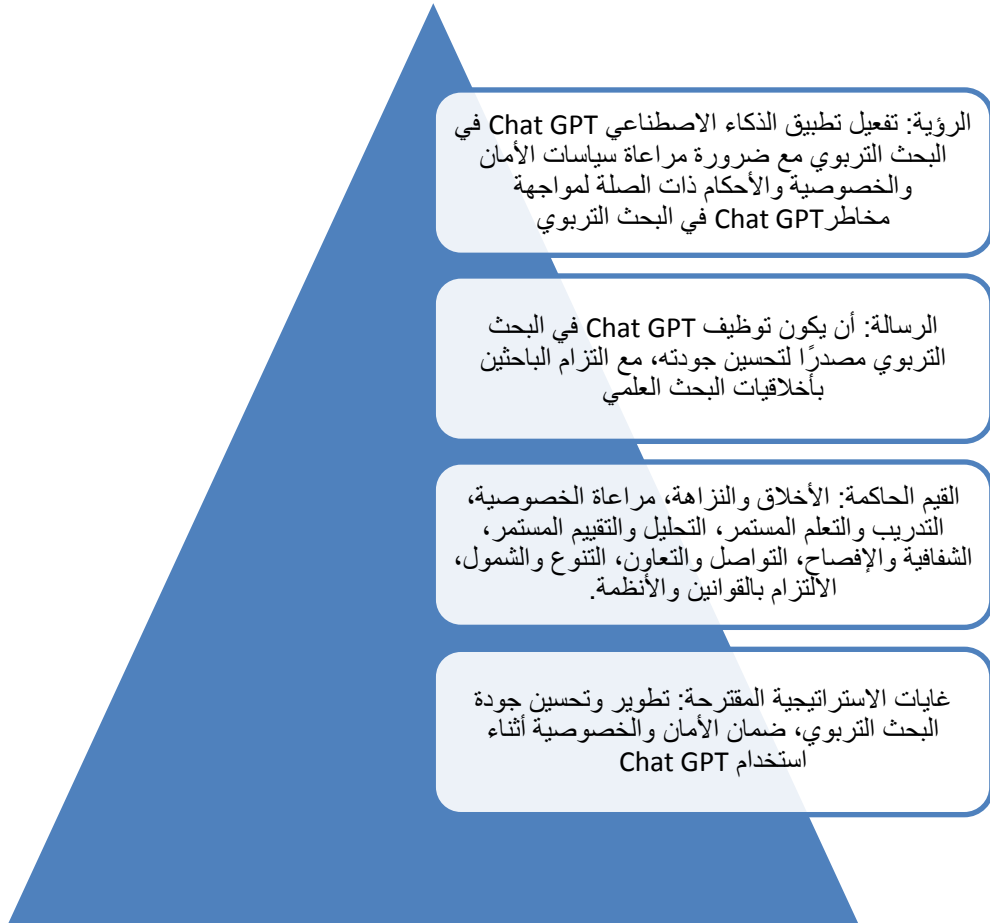 الرؤية: تفعيل تطبيق الذكاء الاصطناعي Chat GPT في
البحث التربوي مع ضرورة مراعاة سياسات الأمان
والخصوصية والأحكام ذات الصلة لمواجهة
مخاطرChat GPT في البحث التربوي
الرسالة: أن يكون توظيف Chat GPT في البحث
التربوي مصدرًا لتحسين جودته، مع التزام الباحثين
بأخلاقيات البحث العلمي
القيم الحاكمة: الأخلاق والنزاهة، مراعاة الخصوصية،
التدريب والتعلم المستمر، التحليل والتقييم المستمر،
الشفافية والإفصاح، التواصل والتعاون، التنوع والشمول،
الالتزام بالقوانين والأنظمة.
غايات الاستراتيجية المقترحة: تطوير وتحسين جودة
البحث التربوي، ضمان الأمان والخصوصية أثناء
استخدام Chat GPT